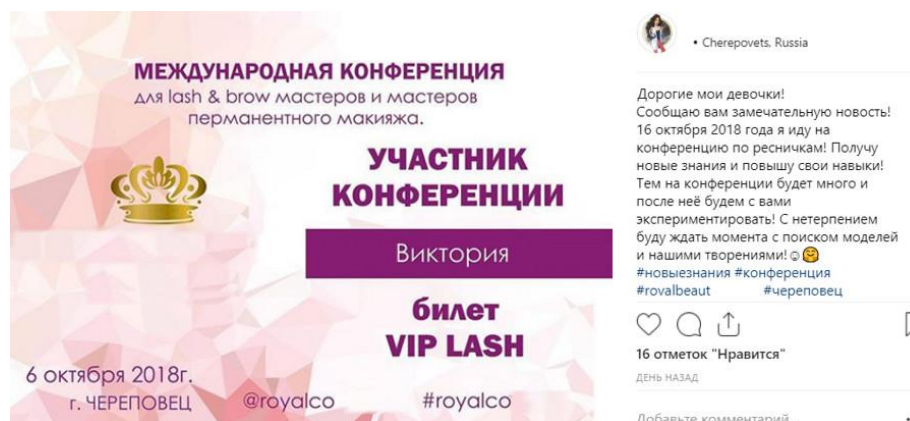 МЕЖДУНАРОДНАЯ КОНФЕРЕНЦИЯ
для lash & brow мастеров и мастеров
перманентного макияжа.
УЧАСТНИК
КОНФЕРЕНЦИИ
Виктория
билет
VIP LASH
6 октября 2018г.
г. ЧЕРЕПОВЕЦ
@royalco
#royalco
• Cherepovets, Russia
Дорогие мои девочки!
Сообщаю вам замечательную новость!
16 октября 2018 года я иду на
конференцию по ресничкам! Получу
новые знания и повышу свои навыки!
Тем на конференции будет много и
после неё будем с вами
экспериментировать! С нетерпением
буду ждать момента с поиском моделей
и нашими творениями!☺🤗
#новыезнания #конференция
#rovalbeaut #череповец
16 отметок "Нравится"
ДЕНЬ НАЗАД
Добавьте комментарий...